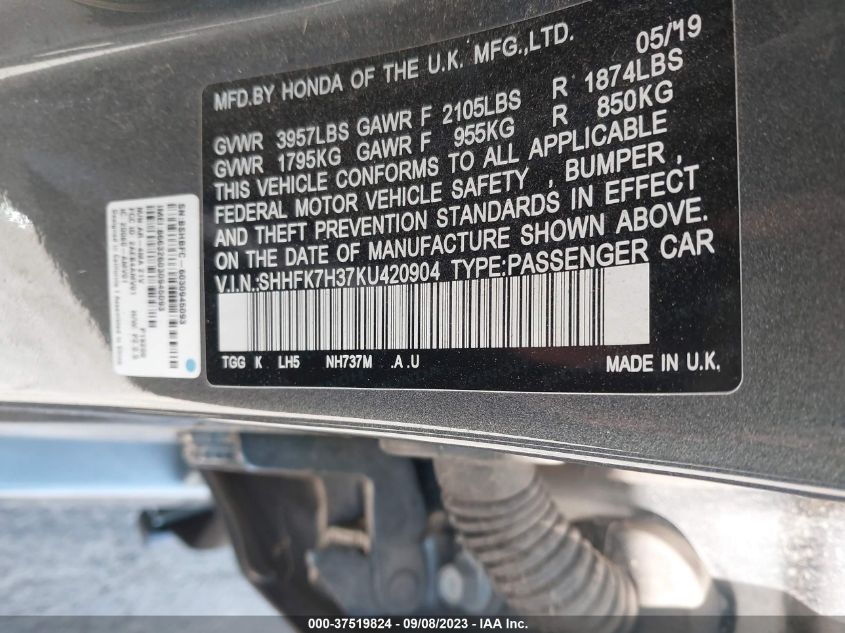 MFD.BY HONDA OF THE U.K. MFG.,LTD. 05/19
GVWR 3957LBS GAWR F 2105LBS R 1874LBS
GVWR 1795KG GAWR F 955KG R 850KG
THIS VEHICLE CONFORMS TO ALL APPLICABLE
FEDERAL MOTOR VEHICLE SAFETY , BUMPER ,
AND THEFT PREVENTION STANDARDS IN EFFECT
ON THE DATE OF MANUFACTURE SHOWN ABOVE.
V.I.N.:SHHFK7H37KU420904 TYPE:PASSENGER CAR
TGG K LH5 NH737M .A .U MADE IN U.K.
000-37519824 - 09/08/2023 - IAA Inc.